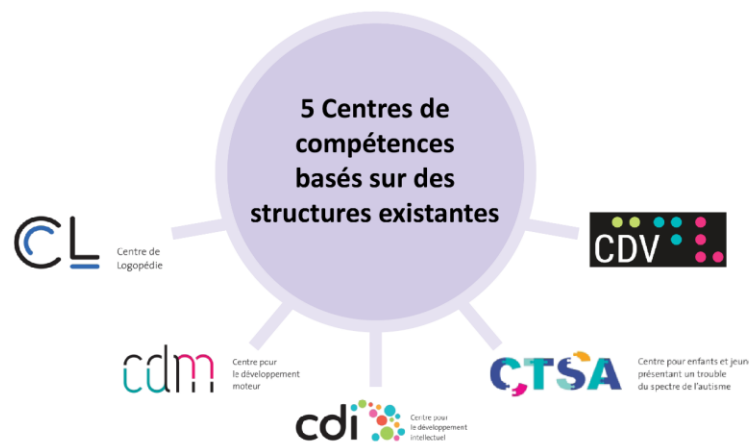 5 Centres de
compétences
basés sur des
structures existantes
CL
Centre de
Logopédie
CDV
cdm
Centre pour
le développement
moteur
CTSA
Centre pour enfants et jeune
présentant un trouble
du spectre de l'autisme
cdi
Centre pour
le développement
intellectuel